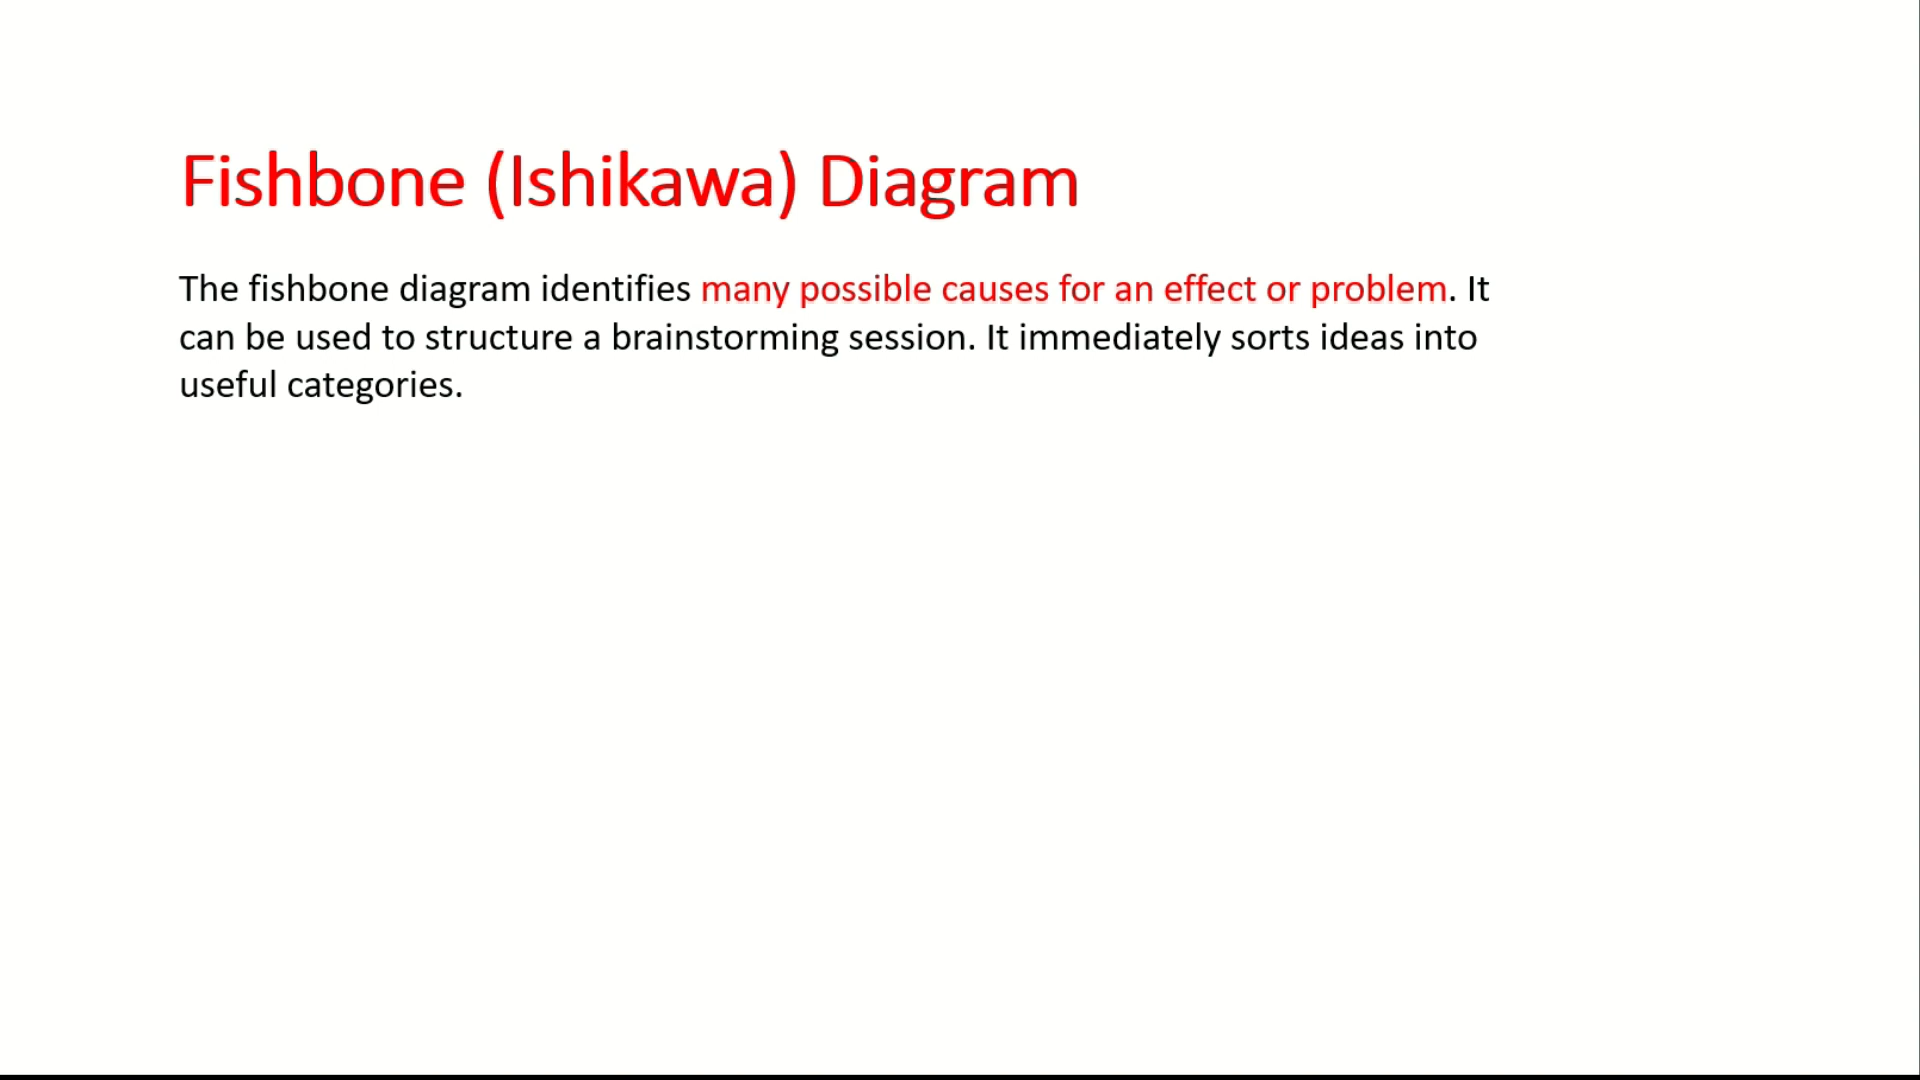 Fishbone (Ishikawa) Diagram
The fishbone diagram identifies many possible causes for an effect or problem. It
can be used to structure a brainstorming session. It immediately sorts ideas into
useful categories.